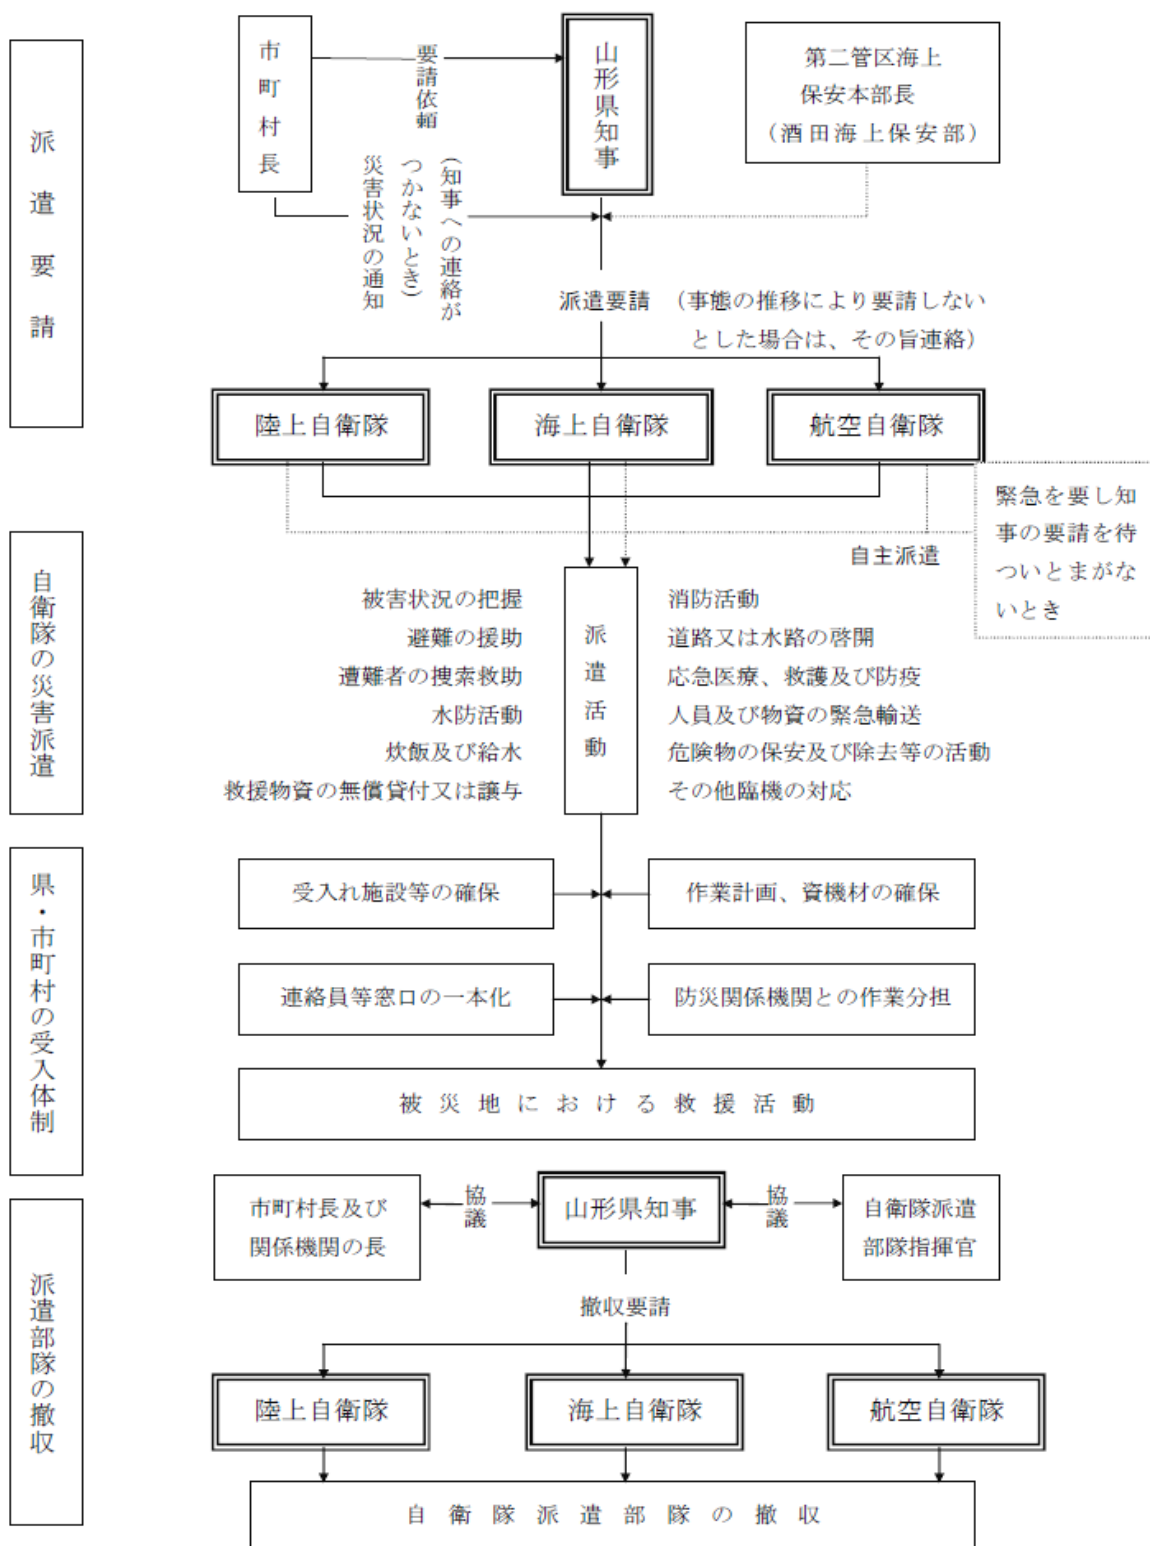 派遣要請
市町村長
要請依頼
山形県知事
第二管区海上
保安本部長
（酒田海上保安部）
（知事への連絡が
つかないとき）
災害状況の通知
派遣要請　（事態の推移により要請しない
とした場合は、その旨連絡）
陸上自衛隊
海上自衛隊
航空自衛隊
緊急を要し知
事の要請を待
ついとまがな
いとき
自主派遣
自衛隊の災害派遣
被害状況の把握
避難の援助
遭難者の捜索救助
水防活動
炊飯及び給水
救援物資の無償貸付又は譲与
派遣活動
消防活動
道路又は水路の啓開
応急医療、救護及び防疫
人員及び物資の緊急輸送
危険物の保安及び除去等の活動
その他臨機の対応
県・市町村の受入体制
受入れ施設等の確保
作業計画、資機材の確保
連絡員等窓口の一本化
防災関係機関との作業分担
被災地における救援活動
派遣部隊の撤収
市町村長及び
関係機関の長
協議
山形県知事
協議
自衛隊派遣
部隊指揮官
撤収要請
陸上自衛隊
海上自衛隊
航空自衛隊
自衛隊派遣部隊の撤収